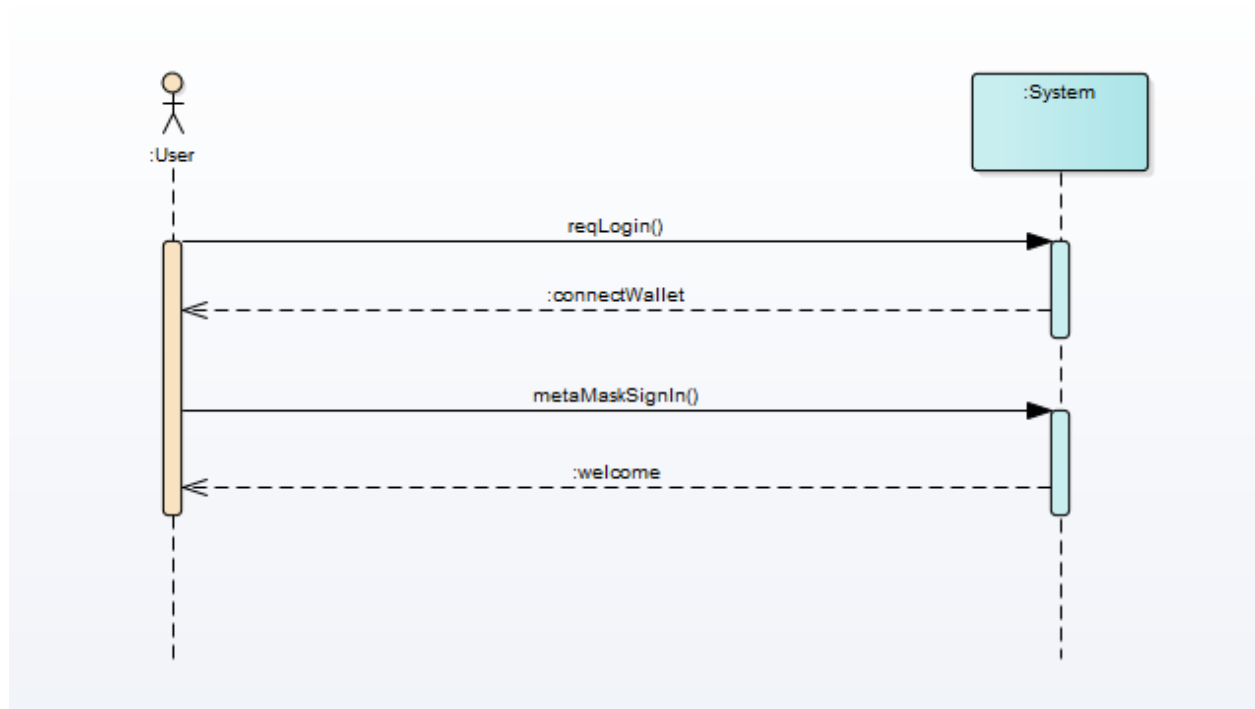 :System
:User
reqLogin()
:connectWallet
metaMaskSignIn()
:welcome